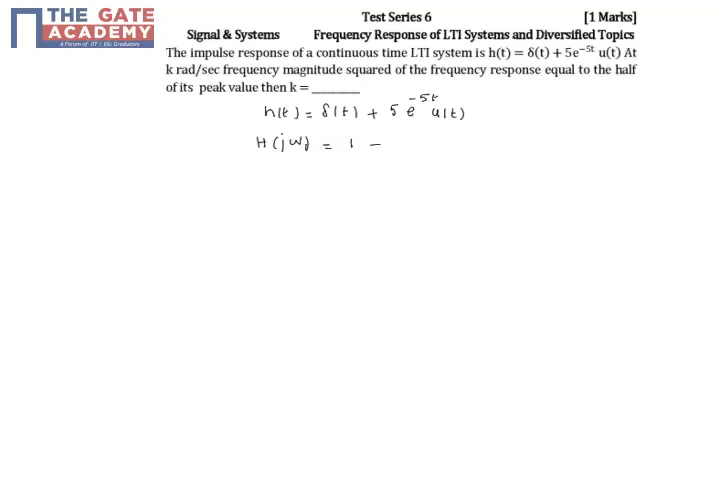 THE GATE
ACADEMY
A Forum of IIT / IISc Graduates
Test Series 6 [1 Marks]
Signal & Systems Frequency Response of LTI Systems and Diversified Topics
The impulse response of a continuous time LTI system is h(t) = δ(t) + 5e⁻⁵ᵗ u(t) At
k rad/sec frequency magnitude squared of the frequency response equal to the half
of its peak value then k = ______
h(t) = δ(t) + 5 e⁻⁵ᵗ u(t)
H(jω) = 1 -